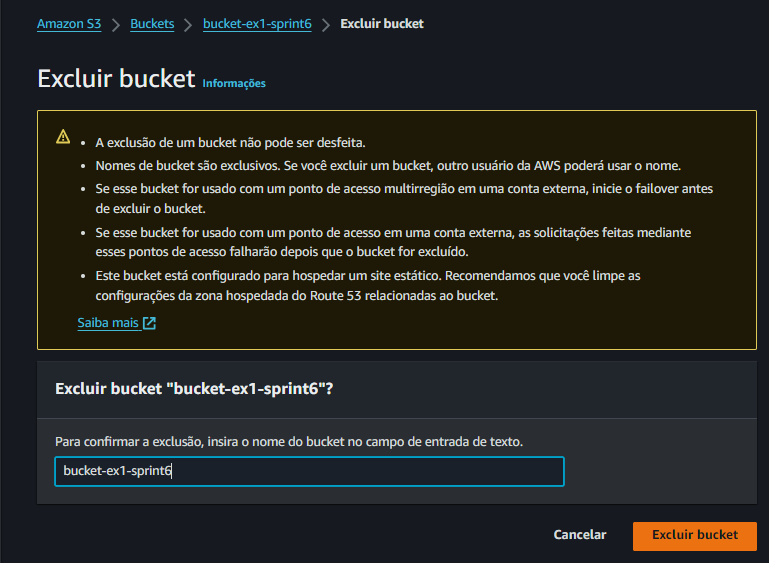 Amazon S3 > Buckets > bucket-ex1-sprint6 > Excluir bucket
Excluir bucket Informações
• A exclusão de um bucket não pode ser desfeita.
• Nomes de bucket são exclusivos. Se você excluir um bucket, outro usuário da AWS poderá usar o nome.
• Se esse bucket for usado com um ponto de acesso multirregião em uma conta externa, inicie o failover antes
de excluir o bucket.
• Se esse bucket for usado com um ponto de acesso em uma conta externa, as solicitações feitas mediante
esses pontos de acesso falharão depois que o bucket for excluído.
• Este bucket está configurado para hospedar um site estático. Recomendamos que você limpe as
configurações da zona hospedada do Route 53 relacionadas ao bucket.
Saiba mais
Excluir bucket "bucket-ex1-sprint6"?
Para confirmar a exclusão, insira o nome do bucket no campo de entrada de texto.
bucket-ex1-sprint6
Cancelar Excluir bucket